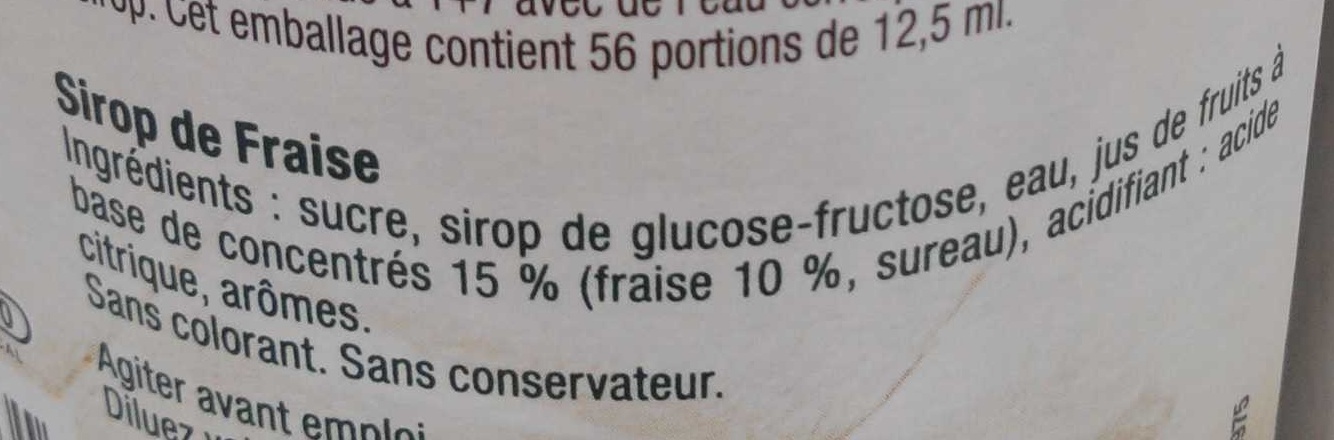 Cet emballage contient 56 portions de 12,5 ml.
Sirop de Fraise
Ingrédients : sucre, sirop de glucose-fructose, eau, jus de fruits à
base de concentrés 15 % (fraise 10 %, sureau), acidifiant : acide
citrique, arômes.
Sans colorant. Sans conservateur.
Agiter avant emploi
Diluez